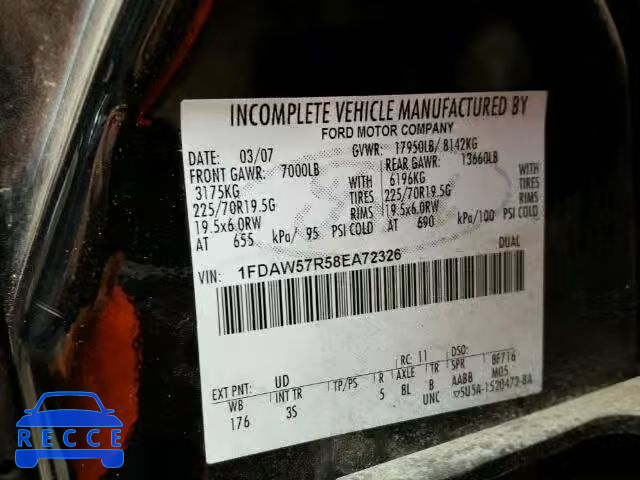 INCOMPLETE VEHICLE MANUFACTURED BY
FORD MOTOR COMPANY
DATE: 03/07 GVWR: 17950LB/ 8142KG
FRONT GAWR: 7000LB REAR GAWR: 13660LB
3175KG WITH 6196KG WITH
225/70R19.5G TIRES 225/70R19.5G TIRES
19.5x6.0RW RIMS 19.5x6.0RW RIMS
AT 655 kPa/ 95 PSI COLD AT 690 kPa/100 PSI COLD
VIN: 1FDAW57R58EA72326 DUAL
EXT PNT: UD RC: 11 DSO: 8F716
WB INT TR TP/PS R AXLE TR SPR M05
176 3S 5 8L B AABB
UNC ▽5U5A-1520472-BA
RECCE